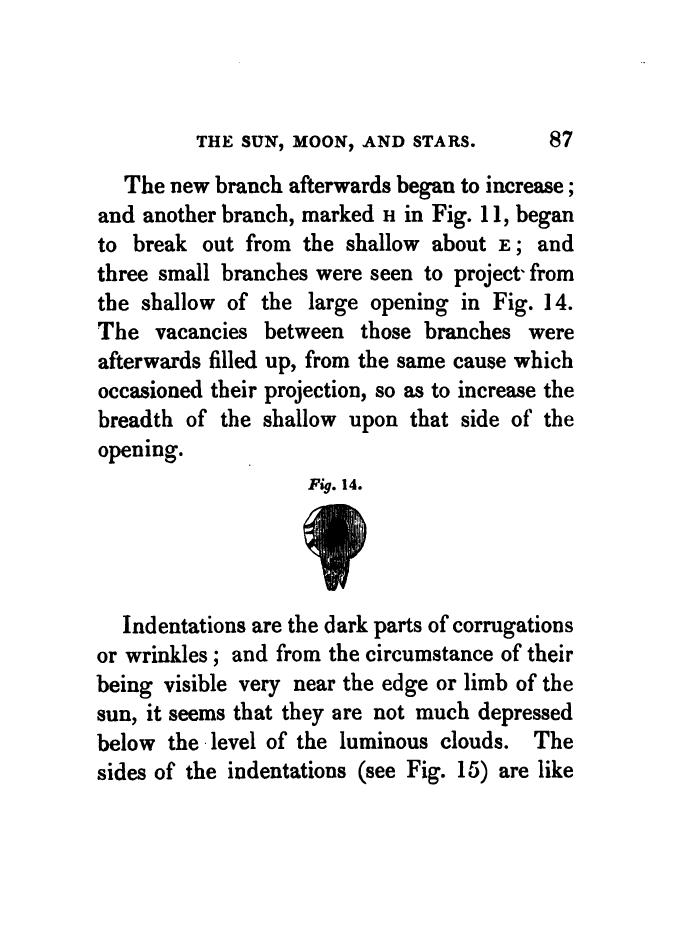 THE SUN, MOON, AND STARS. 87
The new branch afterwards began to increase;
and another branch, marked H in Fig. 11, began
to break out from the shallow about E; and
three small branches were seen to project from
the shallow of the large opening in Fig. 14.
The vacancies between those branches were
afterwards filled up, from the same cause which
occasioned their projection, so as to increase the
breadth of the shallow upon that side of the
opening.
Fig. 14.
Indentations are the dark parts of corrugations
or wrinkles; and from the circumstance of their
being visible very near the edge or limb of the
sun, it seems that they are not much depressed
below the level of the luminous clouds. The
sides of the indentations (see Fig. 15) are like